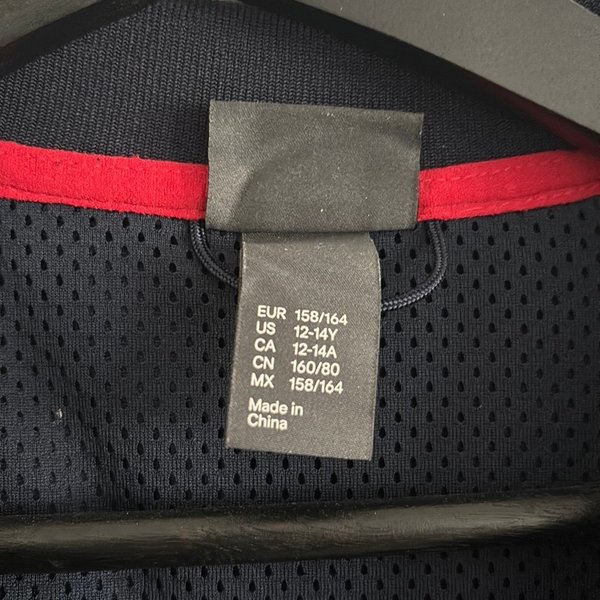 EUR 158/164
US 12-14Y
CA 12-14A
CN 160/80
MX 158/164
Made in
China